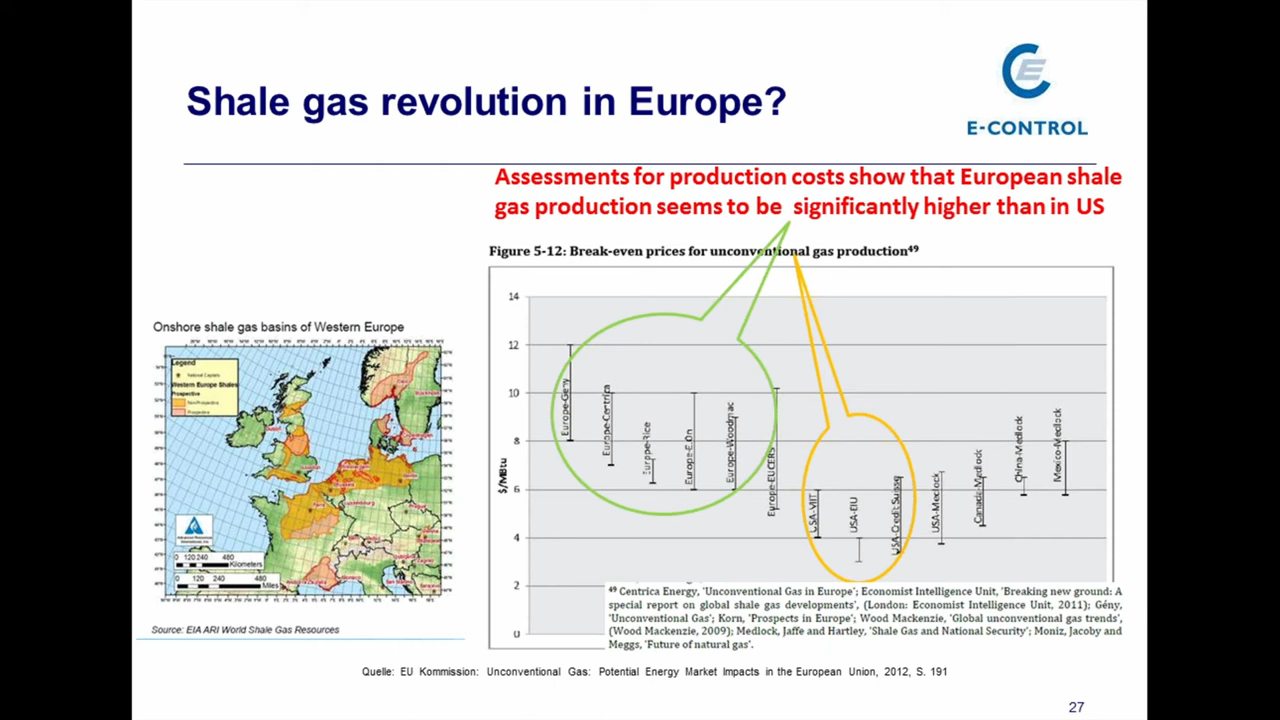 Shale gas revolution in Europe?
E-CONTROL
Assessments for production costs show that European shale
gas production seems to be significantly higher than in US
Figure 5-12: Break-even prices for unconventional gas production⁴⁹
$/MBtu
14
12
10
8
6
4
2
0
Europe-Geny
Europe-Centrica
Europe-Rice
Europe-E.On
Europe-Woodmac
Europe-EUCERS
USA-MIT
USA-EIU
USA-Credit Suisse
USA-Medlock
Canada-Medlock
China-Medlock
Mexico-Medlock
⁴⁹ Centrica Energy, 'Unconventional Gas in Europe'; Economist Intelligence Unit, 'Breaking new ground: A
special report on global shale gas developments', (London: Economist Intelligence Unit, 2011); Gény,
'Unconventional Gas'; Korn, 'Prospects in Europe'; Wood Mackenzie, 'Global unconventional gas trends',
(Wood Mackenzie, 2009); Medlock, Jaffe and Hartley, 'Shale Gas and National Security'; Moniz, Jacoby and
Meggs, 'Future of natural gas'.
Onshore shale gas basins of Western Europe
Legend
National Capitals
Western Europe Shales
Prospective
Non-Prospective
Prospective
0 120 240 480
Kilometers
0 120 240 480
Miles
Source: EIA ARI World Shale Gas Resources
Quelle: EU Kommission: Unconventional Gas: Potential Energy Market Impacts in the European Union, 2012, S. 191
27